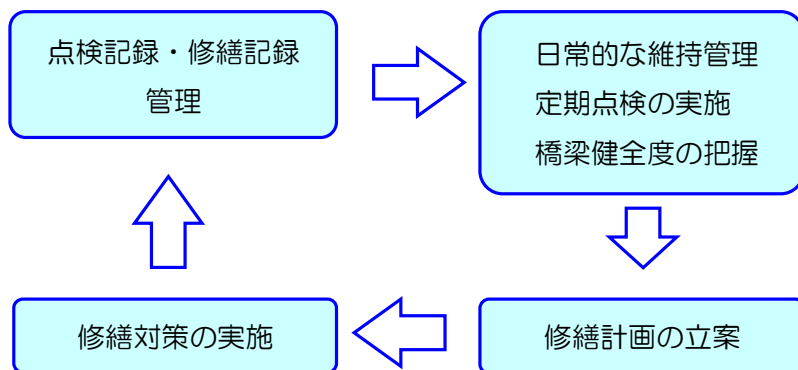 点検記録・修繕記録
管理
日常的な維持管理
定期点検の実施
橋梁健全度の把握
修繕対策の実施
修繕計画の立案